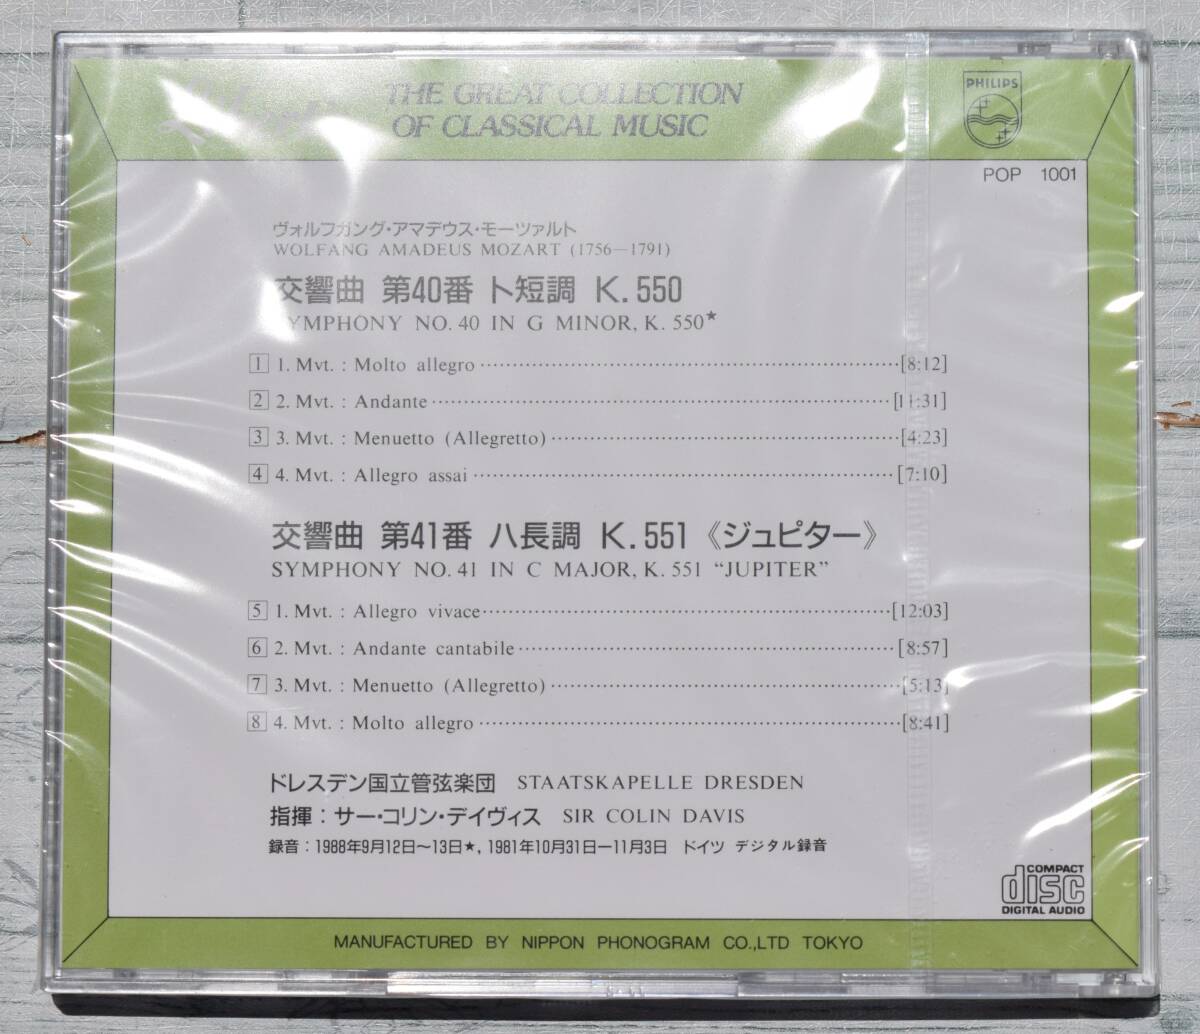 THE GREAT COLLECTION
OF CLASSICAL MUSIC
PHILIPS
POP 1001
ヴォルフガング・アマデウス・モーツァルト
WOLFANG AMADEUS MOZART (1756—1791)
交響曲 第40番 ト短調 K.550
SYMPHONY NO. 40 IN G MINOR, K. 550★
1 1. Mvt. : Molto allegro [8:12]
2 2. Mvt. : Andante [11:31]
3 3. Mvt. : Menuetto (Allegretto) [4:23]
4 4. Mvt. : Allegro assai [7:10]
交響曲 第41番 ハ長調 K.551 《ジュピター》
SYMPHONY NO. 41 IN C MAJOR, K. 551 “JUPITER”
5 1. Mvt. : Allegro vivace [12:03]
6 2. Mvt. : Andante cantabile [8:57]
7 3. Mvt. : Menuetto (Allegretto) [5:13]
8 4. Mvt. : Molto allegro [8:41]
ドレスデン国立管弦楽団 STAATSKAPELLE DRESDEN
指揮：サー・コリン・デイヴィス SIR COLIN DAVIS
録音：1988年9月12日～13日★, 1981年10月31日—11月3日 ドイツ デジタル録音
COMPACT
disc
DIGITAL AUDIO
MANUFACTURED BY NIPPON PHONOGRAM CO.,LTD TOKYO